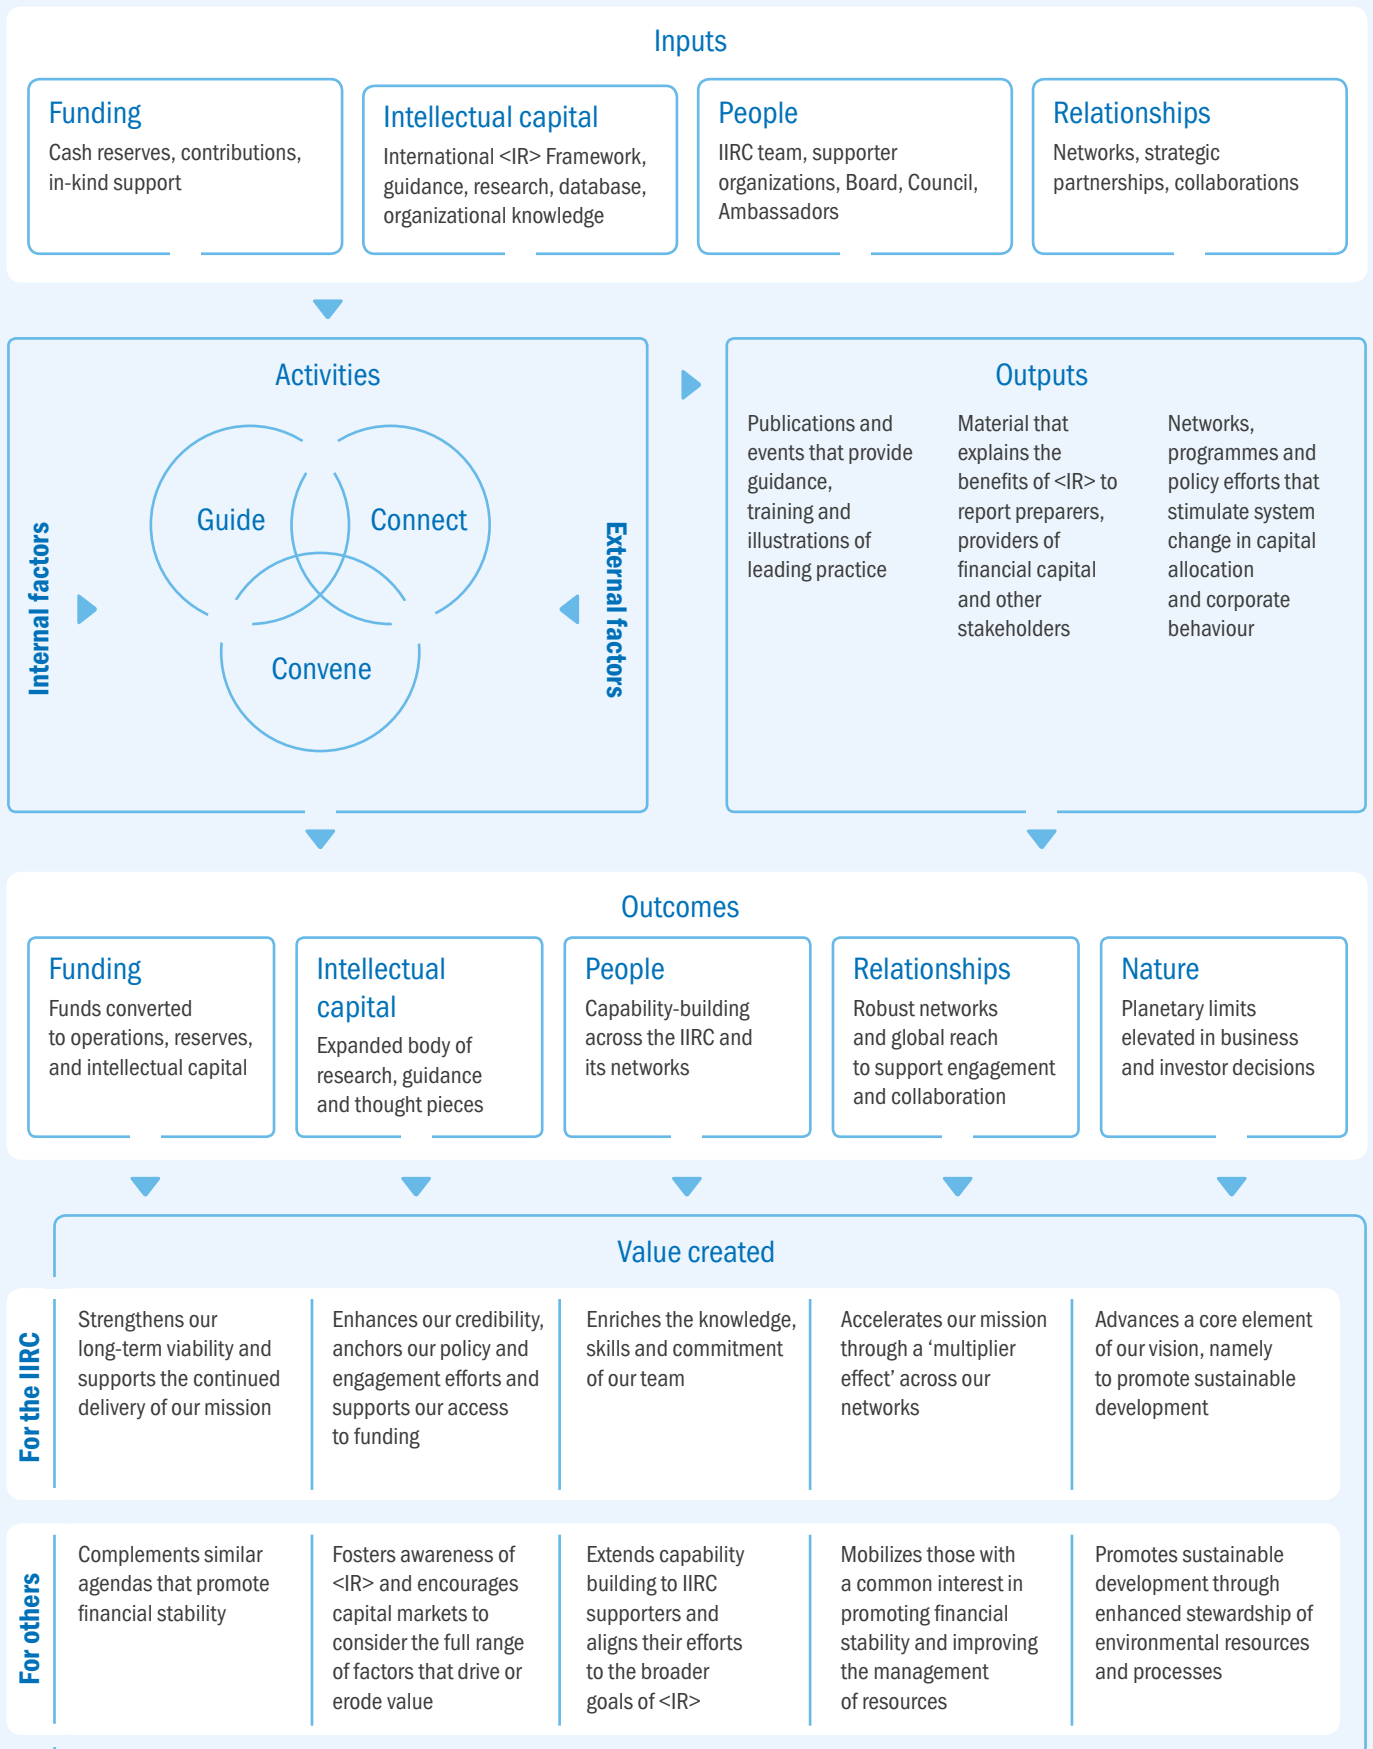 Inputs
Funding
Cash reserves, contributions,
in-kind support
Intellectual capital
International <IR> Framework,
guidance, research, database,
organizational knowledge
People
IIRC team, supporter
organizations, Board, Council,
Ambassadors
Relationships
Networks, strategic
partnerships, collaborations
Activities
Internal factors
Guide
Connect
Convene
External factors
Outputs
Publications and
events that provide
guidance,
training and
illustrations of
leading practice
Material that
explains the
benefits of <IR> to
report preparers,
providers of
financial capital
and other
stakeholders
Networks,
programmes and
policy efforts that
stimulate system
change in capital
allocation
and corporate
behaviour
Outcomes
Funding
Funds converted
to operations, reserves,
and intellectual capital
Intellectual
capital
Expanded body of
research, guidance
and thought pieces
People
Capability-building
across the IIRC and
its networks
Relationships
Robust networks
and global reach
to support engagement
and collaboration
Nature
Planetary limits
elevated in business
and investor decisions
Value created
For the IIRC
Strengthens our
long-term viability and
supports the continued
delivery of our mission
Enhances our credibility,
anchors our policy and
engagement efforts and
supports our access
to funding
Enriches the knowledge,
skills and commitment
of our team
Accelerates our mission
through a ‘multiplier
effect’ across our
networks
Advances a core element
of our vision, namely
to promote sustainable
development
For others
Complements similar
agendas that promote
financial stability
Fosters awareness of
<IR> and encourages
capital markets to
consider the full range
of factors that drive or
erode value
Extends capability
building to IIRC
supporters and
aligns their efforts
to the broader
goals of <IR>
Mobilizes those with
a common interest in
promoting financial
stability and improving
the management
of resources
Promotes sustainable
development through
enhanced stewardship of
environmental resources
and processes